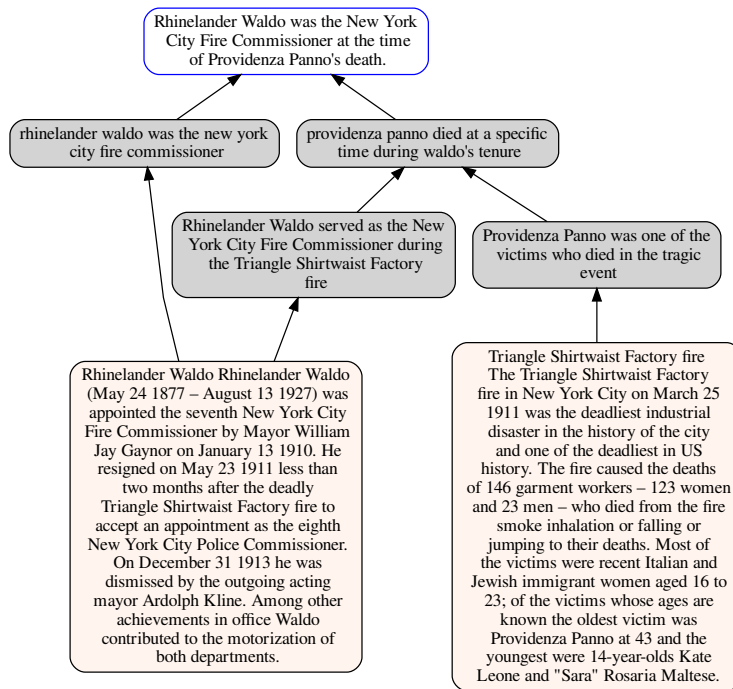 Rhinelander Waldo was the New York
City Fire Commissioner at the time
of Providenza Panno's death.
rhinelander waldo was the new york
city fire commissioner
providenza panno died at a specific
time during waldo's tenure
Rhinelander Waldo served as the New
York City Fire Commissioner during
the Triangle Shirtwaist Factory
fire
Providenza Panno was one of the
victims who died in the tragic
event
Rhinelander Waldo Rhinelander Waldo
(May 24 1877 – August 13 1927) was
appointed the seventh New York City
Fire Commissioner by Mayor William
Jay Gaynor on January 13 1910. He
resigned on May 23 1911 less than
two months after the deadly
Triangle Shirtwaist Factory fire to
accept an appointment as the eighth
New York City Police Commissioner.
On December 31 1913 he was
dismissed by the outgoing acting
mayor Ardolph Kline. Among other
achievements in office Waldo
contributed to the motorization of
both departments.
Triangle Shirtwaist Factory fire
The Triangle Shirtwaist Factory
fire in New York City on March 25
1911 was the deadliest industrial
disaster in the history of the city
and one of the deadliest in US
history. The fire caused the deaths
of 146 garment workers – 123 women
and 23 men – who died from the fire
smoke inhalation or falling or
jumping to their deaths. Most of
the victims were recent Italian and
Jewish immigrant women aged 16 to
23; of the victims whose ages are
known the oldest victim was
Providenza Panno at 43 and the
youngest were 14-year-olds Kate
Leone and "Sara" Rosaria Maltese.